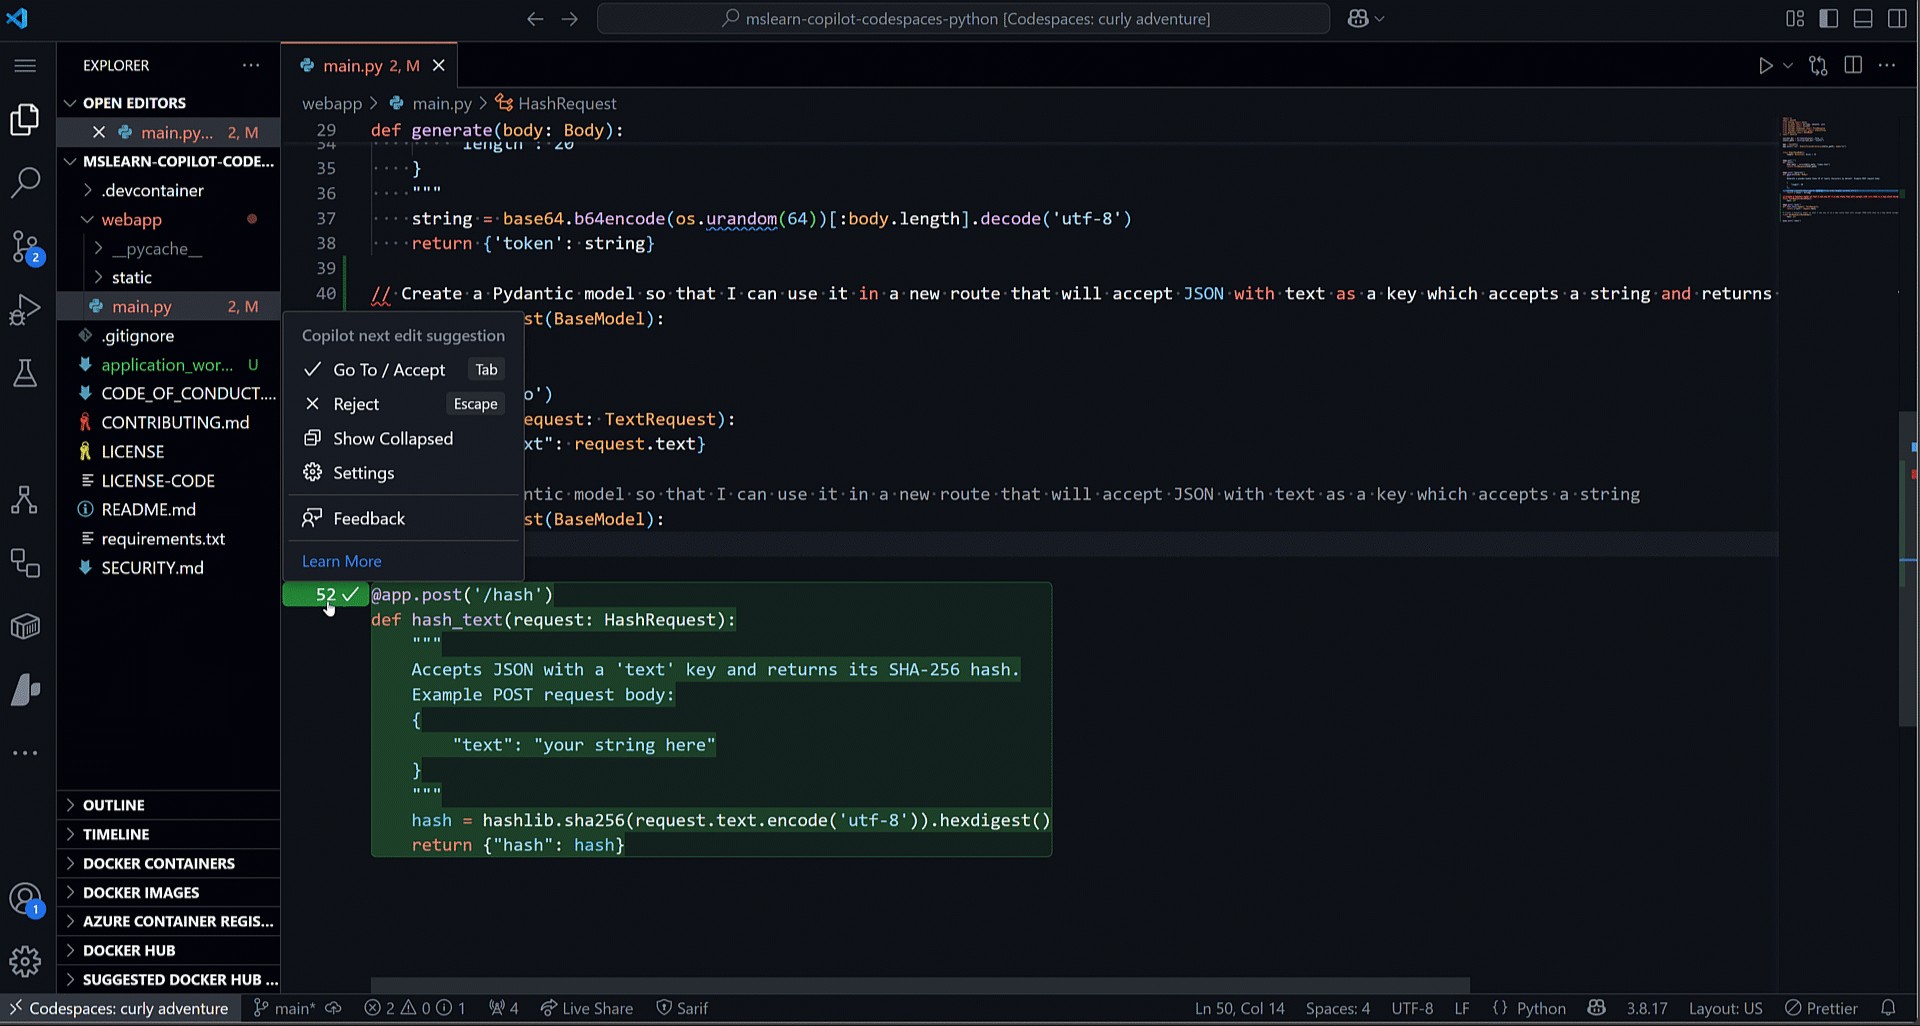 mslearn-copilot-codespaces-python [Codespaces: curly adventure]
EXPLORER
main.py 2, M
OPEN EDITORS
main.py... 2, M
MSLEARN-COPILOT-CODE...
.devcontainer
webapp
__pycache__
static
main.py 2, M
.gitignore
application_wor... U
CODE_OF_CONDUCT....
CONTRIBUTING.md
LICENSE
LICENSE-CODE
README.md
requirements.txt
SECURITY.md
OUTLINE
TIMELINE
DOCKER CONTAINERS
DOCKER IMAGES
AZURE CONTAINER REGIS...
DOCKER HUB
SUGGESTED DOCKER HUB ...
2
1
webapp > main.py > HashRequest
29 def generate(body: Body):
34 length": 20
35 }
36 """
37 string = base64.b64encode(os.urandom(64))[:body.length].decode('utf-8')
38 return {'token': string}
39
40 // Create a Pydantic model so that I can use it in a new route that will accept JSON with text as a key which accepts a string and returns
st(BaseModel):
o')
equest: TextRequest):
xt": request.text}
ntic model so that I can use it in a new route that will accept JSON with text as a key which accepts a string
st(BaseModel):
Copilot next edit suggestion
Go To / Accept Tab
Reject Escape
Show Collapsed
Settings
Feedback
Learn More
52 @app.post('/hash')
def hash_text(request: HashRequest):
"""
Accepts JSON with a 'text' key and returns its SHA-256 hash.
Example POST request body:
{
"text": "your string here"
}
"""
hash = hashlib.sha256(request.text.encode('utf-8')).hexdigest()
return {"hash": hash}
Codespaces: curly adventure main* 2 0 1 4 Live Share Sarif Ln 50, Col 14 Spaces: 4 UTF-8 LF {} Python 3.8.17 Layout: US Prettier